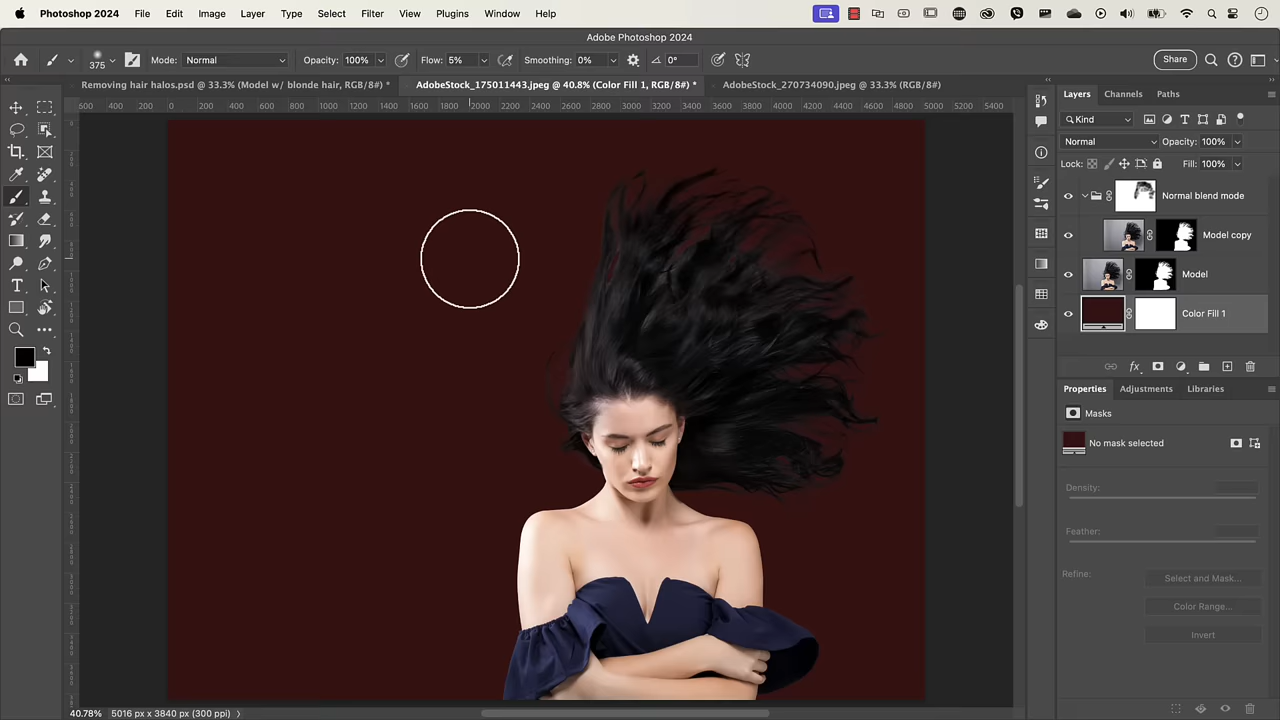 Photoshop 2024 File Edit Image Layer Type Select Filter View Plugins Window Help
Adobe Photoshop 2024
375 Mode: Normal Opacity: 100% Flow: 5% Smoothing: 0% 0° Share
Removing hair halos.psd @ 33.3% (Model w/ blonde hair, RGB/8#) * AdobeStock_175011443.jpeg @ 40.8% (Color Fill 1, RGB/8#) * AdobeStock_270734090.jpeg @ 33.3% (RGB/8#)
600 400 200 0 200 400 600 800 1000 1200 1400 1600 1800 2000 2200 2400 2600 2800 3000 3200 3400 3600 3800 4000 4200 4400 4600 4800 5000 5200 5400
Layers Channels Paths
Kind
Normal Opacity: 100%
Lock: Fill: 100%
Normal blend mode
Model copy
Model
Color Fill 1
fx
Properties Adjustments Libraries
Masks
No mask selected
Density:
Feather:
Refine: Select and Mask...
Color Range...
Invert
40.78% 5016 px x 3840 px (300 ppi)